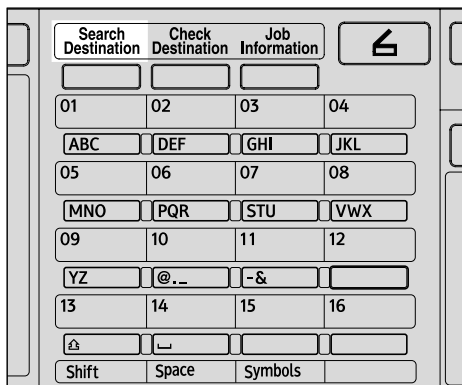 Search Destination Check Destination Job Information
01 02 03 04
ABC DEF GHI JKL
05 06 07 08
MNO PQR STU VWX
09 10 11 12
YZ @._ -&
13 14 15 16
Shift Space Symbols